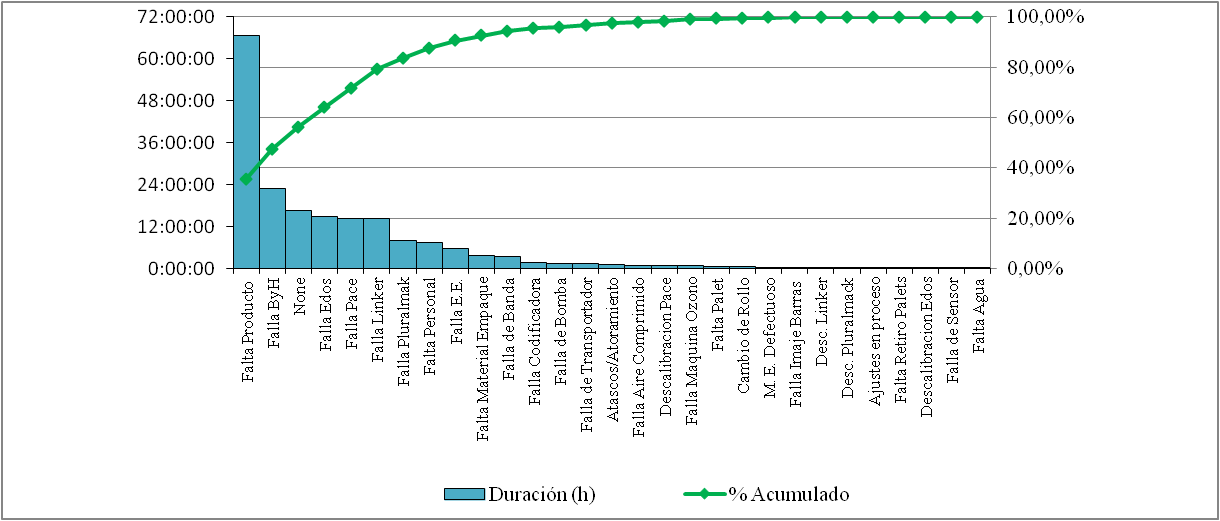 72:00:00
60:00:00
48:00:00
36:00:00
24:00:00
12:00:00
0:00:00
100,00%
80,00%
60,00%
40,00%
20,00%
0,00%
Falta Producto
Falla ByH
None
Falla Edos
Falla Pace
Falla Linker
Falla Pluralmak
Falta Personal
Falla E.E.
Falta Material Empaque
Falla de Banda
Falla Codificadora
Falla de Bomba
Falla de Transportador
Atascos/Atoramiento
Falla Aire Comprimido
Descalibracion Pace
Falla Maquina Ozono
Falta Palet
Cambio de Rollo
M. E. Defectuoso
Falla Imaje Barras
Desc. Linker
Desc. Pluralmack
Ajustes en proceso
Falta Retiro Palets
Descalibracion Edos
Falla de Sensor
Falta Agua
Duración (h)
% Acumulado